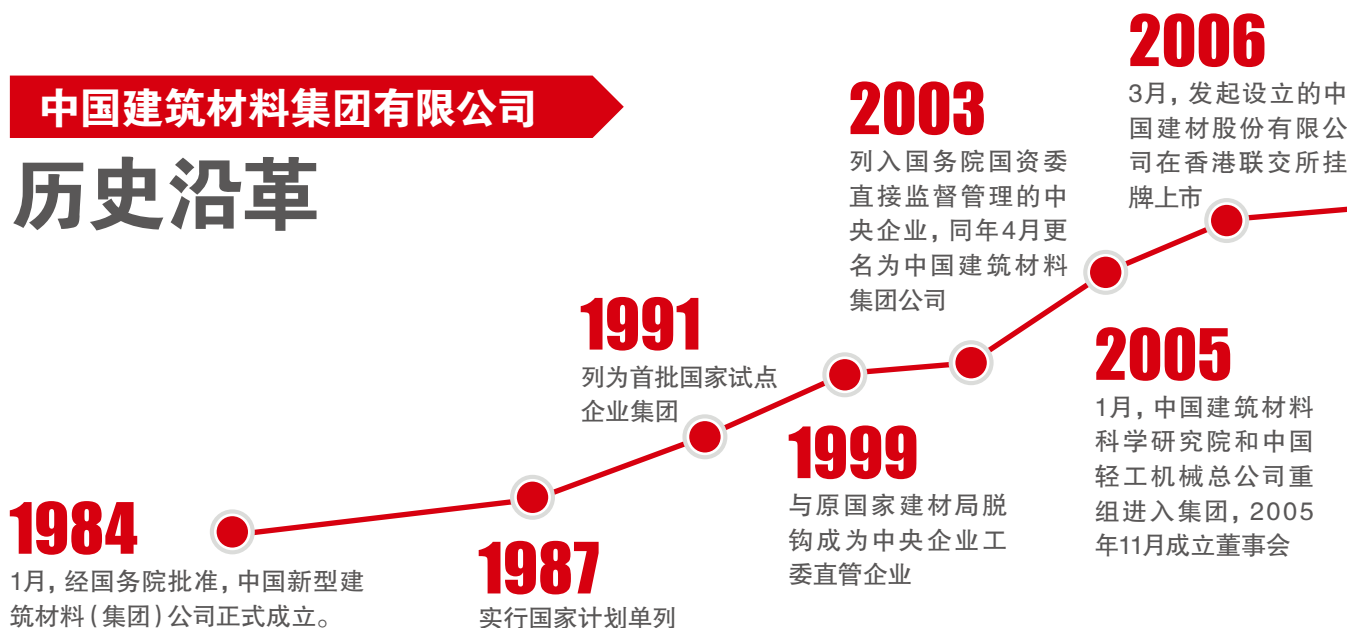 中国建筑材料集团有限公司
历史沿革
1984
1月，经国务院批准，中国新型建
筑材料（集团）公司正式成立。
1987
实行国家计划单列
1991
列为首批国家试点
企业集团
1999
与原国家建材局脱
钩成为中央企业工
委直管企业
2003
列入国务院国资委
直接监督管理的中
央企业，同年4月更
名为中国建筑材料
集团公司
2005
1月，中国建筑材料
科学研究院和中国
轻工机械总公司重
组进入集团，2005
年11月成立董事会
2006
3月，发起设立的中
国建材股份有限公
司在香港联交所挂
牌上市